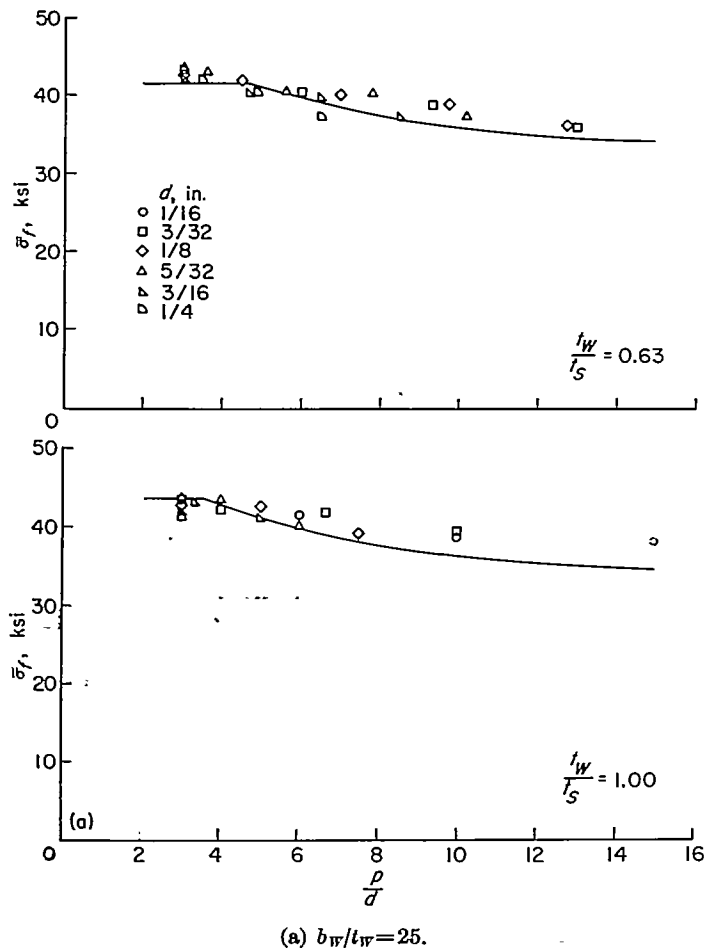 50
40
30
20
10
0
σ̄f, ksi
d, in.
1/16
3/32
1/8
5/32
3/16
1/4
tW/tS = 0.63
50
40
30
20
10
0
σ̄f, ksi
tW/tS = 1.00
(a)
2 4 6 8 10 12 14 16
p/d
(a) bW/tW=25.